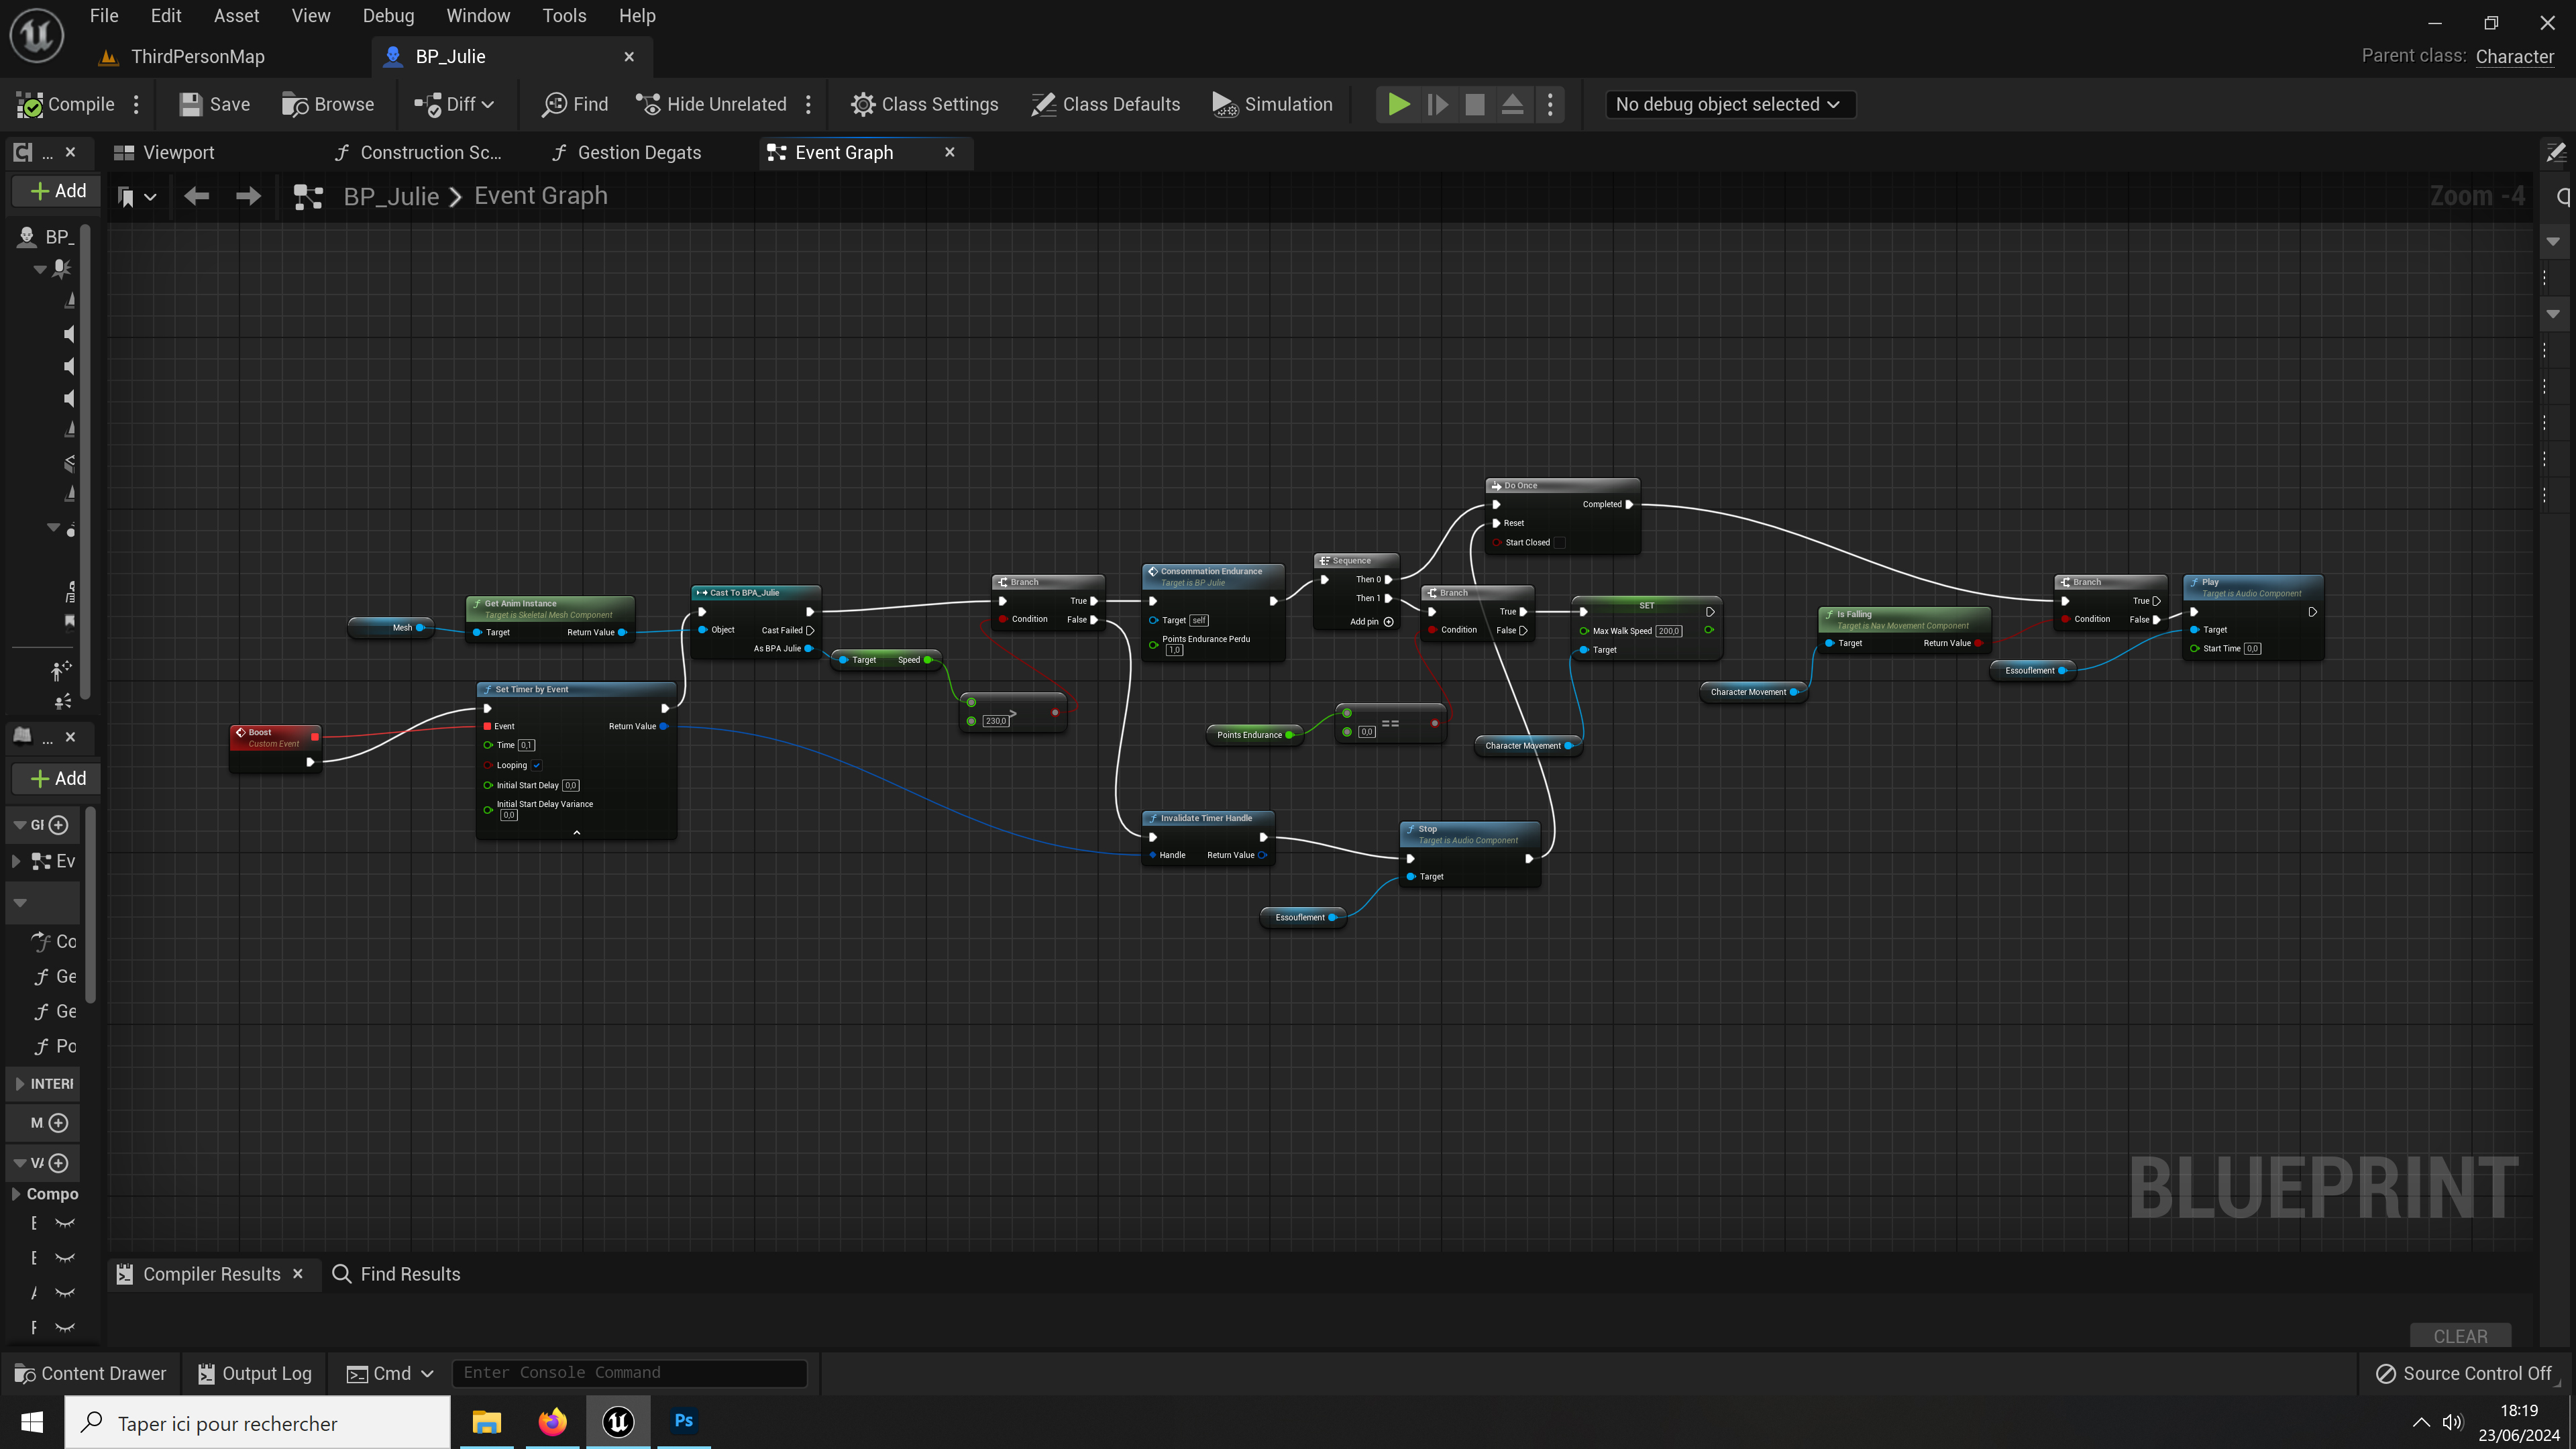 File Edit Asset View Debug Window Tools Help
ThirdPersonMap
BP_Julie
Parent class: Character
Compile
Save
Browse
Diff
Find
Hide Unrelated
Class Settings
Class Defaults
Simulation
No debug object selected
...
Viewport
Construction Sc...
Gestion Degats
Event Graph
Add
BP_Julie > Event Graph
Zoom -4
BP_
Do Once
Completed
Reset
Start Closed
Sequence
Then 0
Then 1
Add pin
Consommation Endurance
Target is BP Julie
Target self
Points Endurance Perdu
1,0
Branch
True
Condition False
Branch
True
Condition False
Branch
True
Condition False
Cast To BPA_Julie
Object Cast Failed
As BPA Julie
Get Anim Instance
Target is Skeletal Mesh Component
Target Return Value
Mesh
Target Speed
230,0
>
SET
Max Walk Speed 200,0
Target
Is Falling
Target is Nav Movement Component
Target Return Value
Play
Target is Audio Component
Target
Start Time 0,0
Essouflement
Character Movement
Set Timer by Event
Event Return Value
Time 0,1
Looping
Initial Start Delay 0,0
Initial Start Delay Variance
0,0
Boost
Custom Event
Points Endurance
0,0
==
Character Movement
Invalidate Timer Handle
Handle Return Value
Stop
Target is Audio Component
Target
Essouflement
...
Add
Ev
Co
Ge
Ge
Po
Compo
BLUEPRINT
Compiler Results
Find Results
CLEAR
Content Drawer
Output Log
Cmd
Enter Console Command
Source Control Off
Taper ici pour rechercher
Ps
18:19
23/06/2024